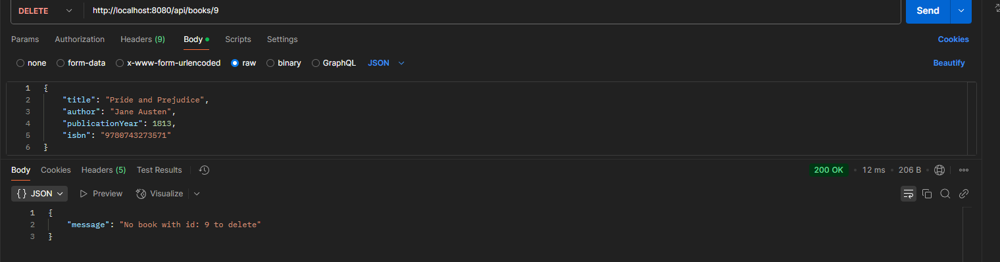 DELETE http://localhost:8080/api/books/9 Send
Params Authorization Headers (9) Body Scripts Settings Cookies
none form-data x-www-form-urlencoded raw binary GraphQL JSON Beautify
1 {
2 "title": "Pride and Prejudice",
3 "author": "Jane Austen",
4 "publicationYear": 1813,
5 "isbn": "9780743273571"
6 }
Body Cookies Headers (5) Test Results 200 OK • 12 ms • 206 B •
{} JSON Preview Visualize
1 {
2 "message": "No book with id: 9 to delete"
3 }